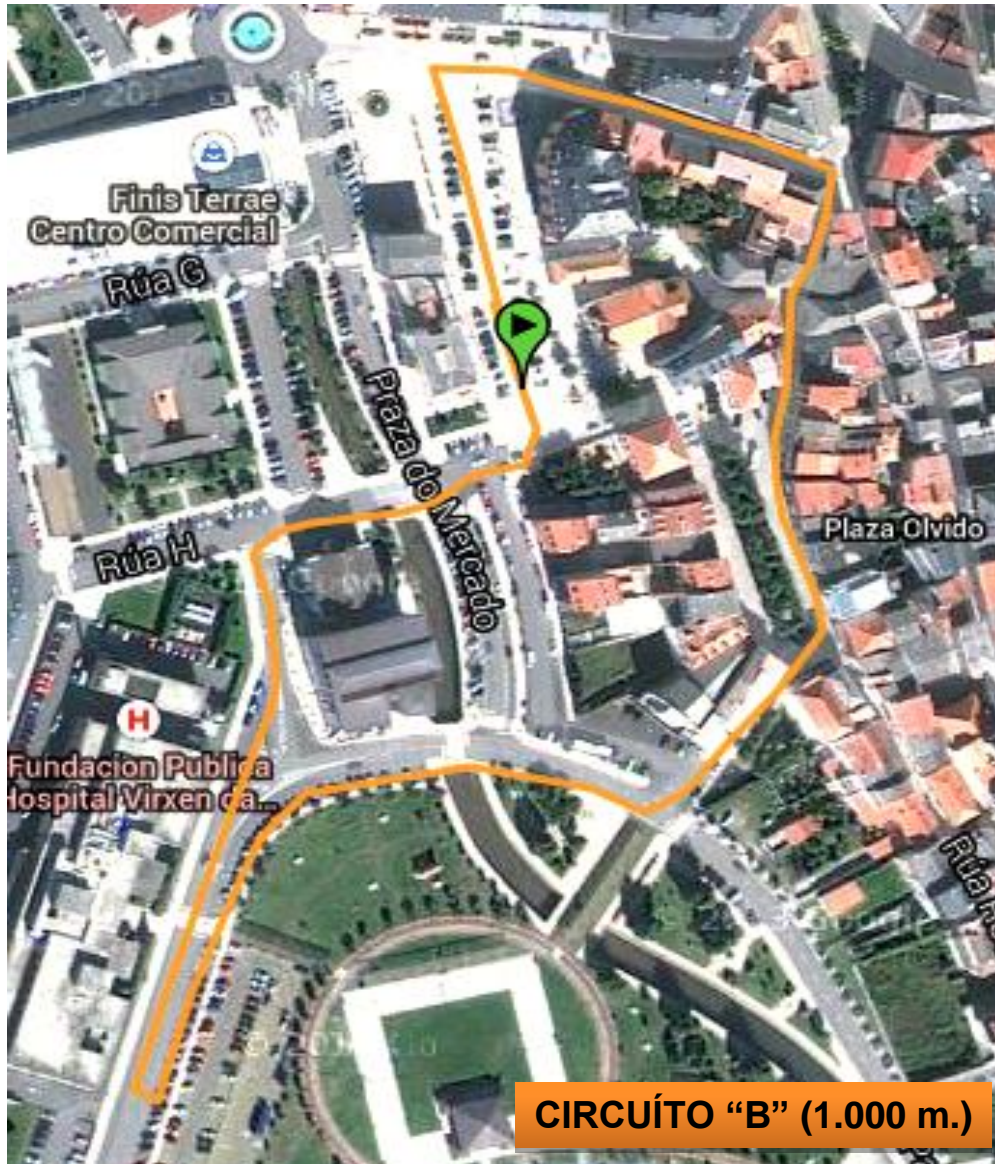 Finis Terrae
Centro Comercial
Rúa G
Praza do Mercado
Rúa H
Plaza Olvido
H
Fundacion Publica
Hospital Virxen da...
Rúa
CIRCUÍTO “B” (1.000 m.)